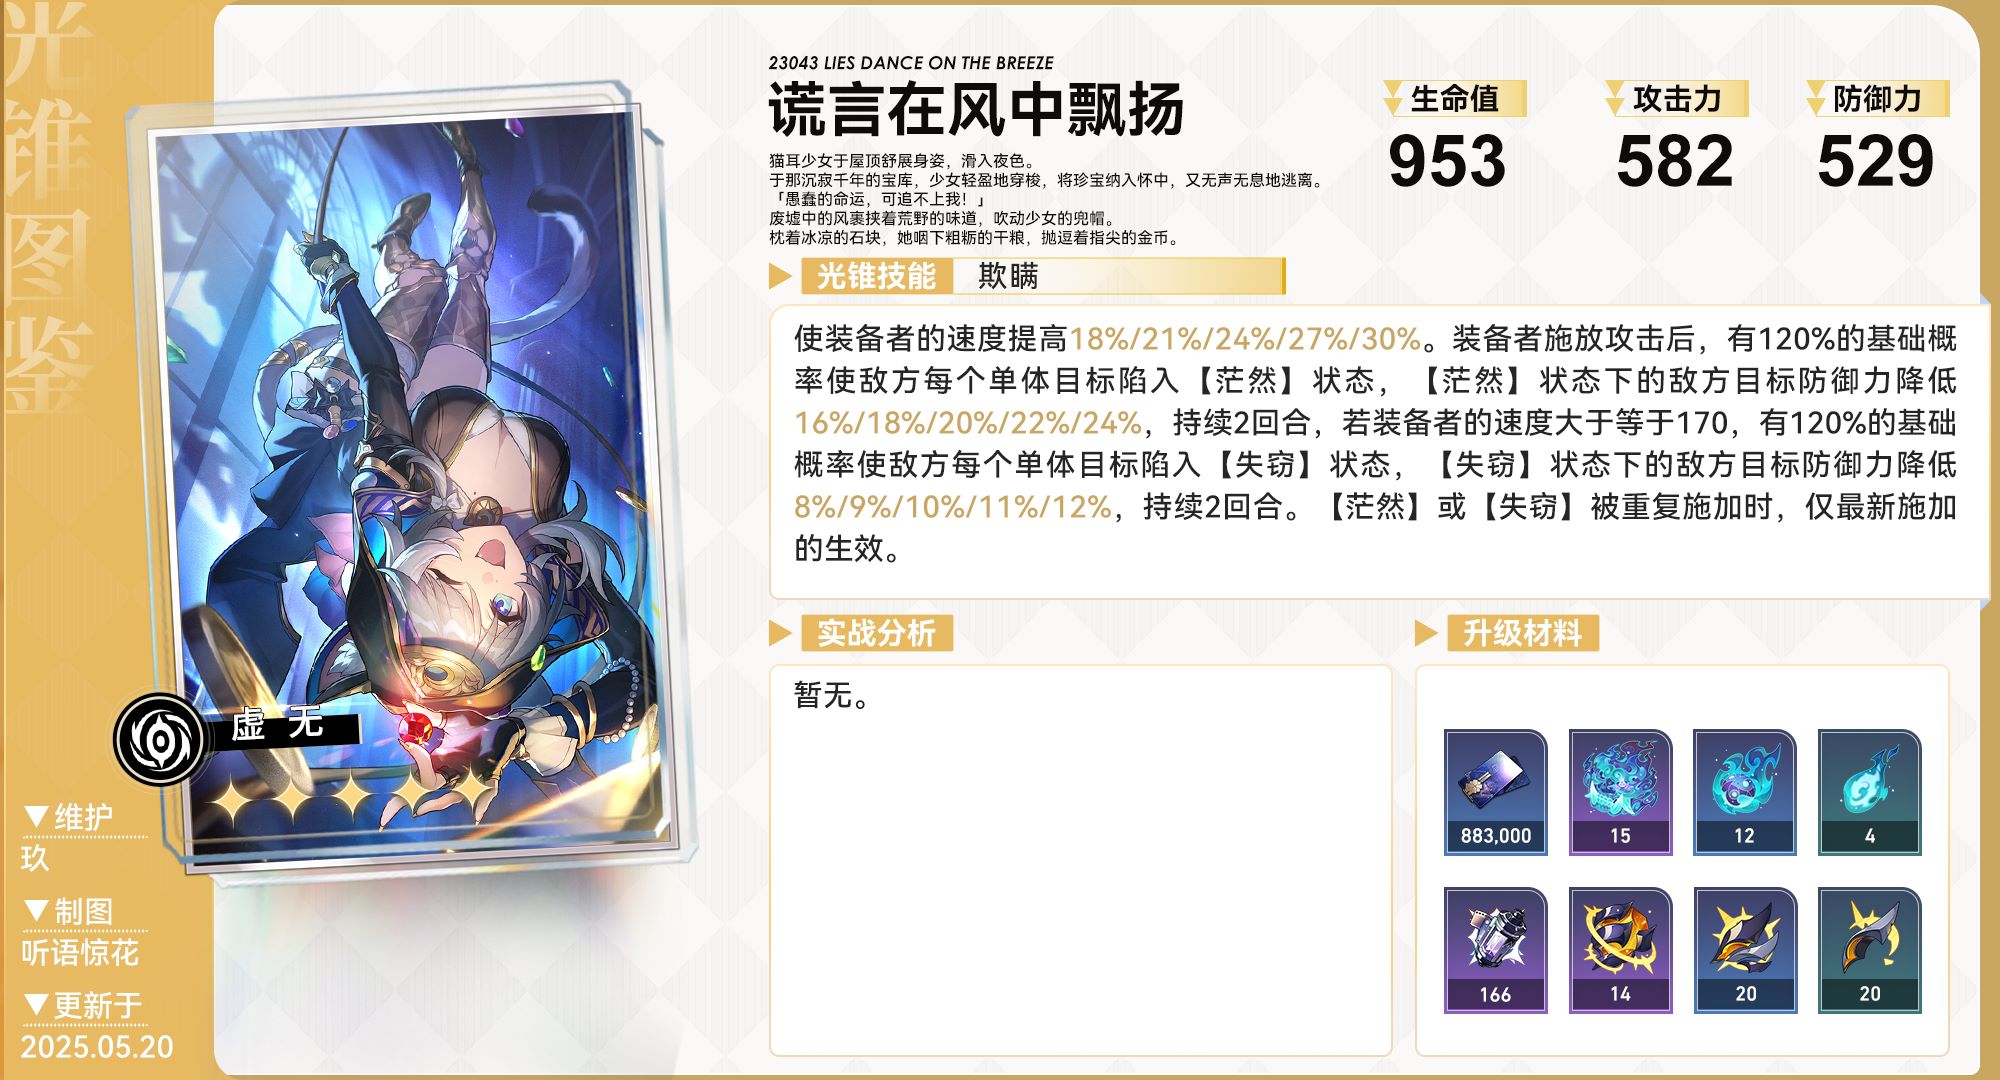 光锥图鉴
23043 LIES DANCE ON THE BREEZE
谎言在风中飘扬
猫耳少女于屋顶舒展身姿，滑入夜色。
于那沉寂千年的宝库，少女轻盈地穿梭，将珍宝纳入怀中，又无声无息地逃离。
「愚蠢的命运，可追不上我！」
废墟中的风裹挟着荒野的味道，吹动少女的兜帽。
枕着冰凉的石块，她咽下粗粝的干粮，抛逗着指尖的金币。
生命值
953
攻击力
582
防御力
529
光锥技能 欺瞒
使装备者的速度提高18%/21%/24%/27%/30%。装备者施放攻击后，有120%的基础概
率使敌方每个单体目标陷入【茫然】状态，【茫然】状态下的敌方目标防御力降低
16%/18%/20%/22%/24%，持续2回合，若装备者的速度大于等于170，有120%的基础
概率使敌方每个单体目标陷入【失窃】状态，【失窃】状态下的敌方目标防御力降低
8%/9%/10%/11%/12%，持续2回合。【茫然】或【失窃】被重复施加时，仅最新施加
的生效。
实战分析
暂无。
升级材料
883,000
15
12
4
166
14
20
20
虚无
维护
玖
制图
听语惊花
更新于
2025.05.20